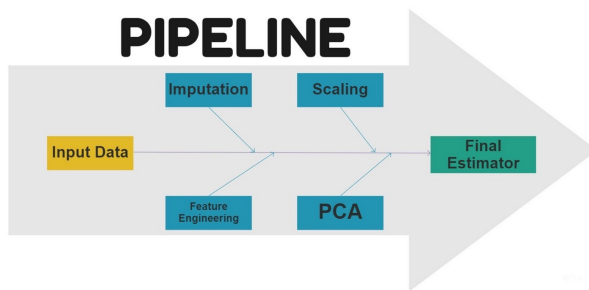 PIPELINE
Imputation
Scaling
Input Data
Final
Estimator
Feature
Engineering
PCA